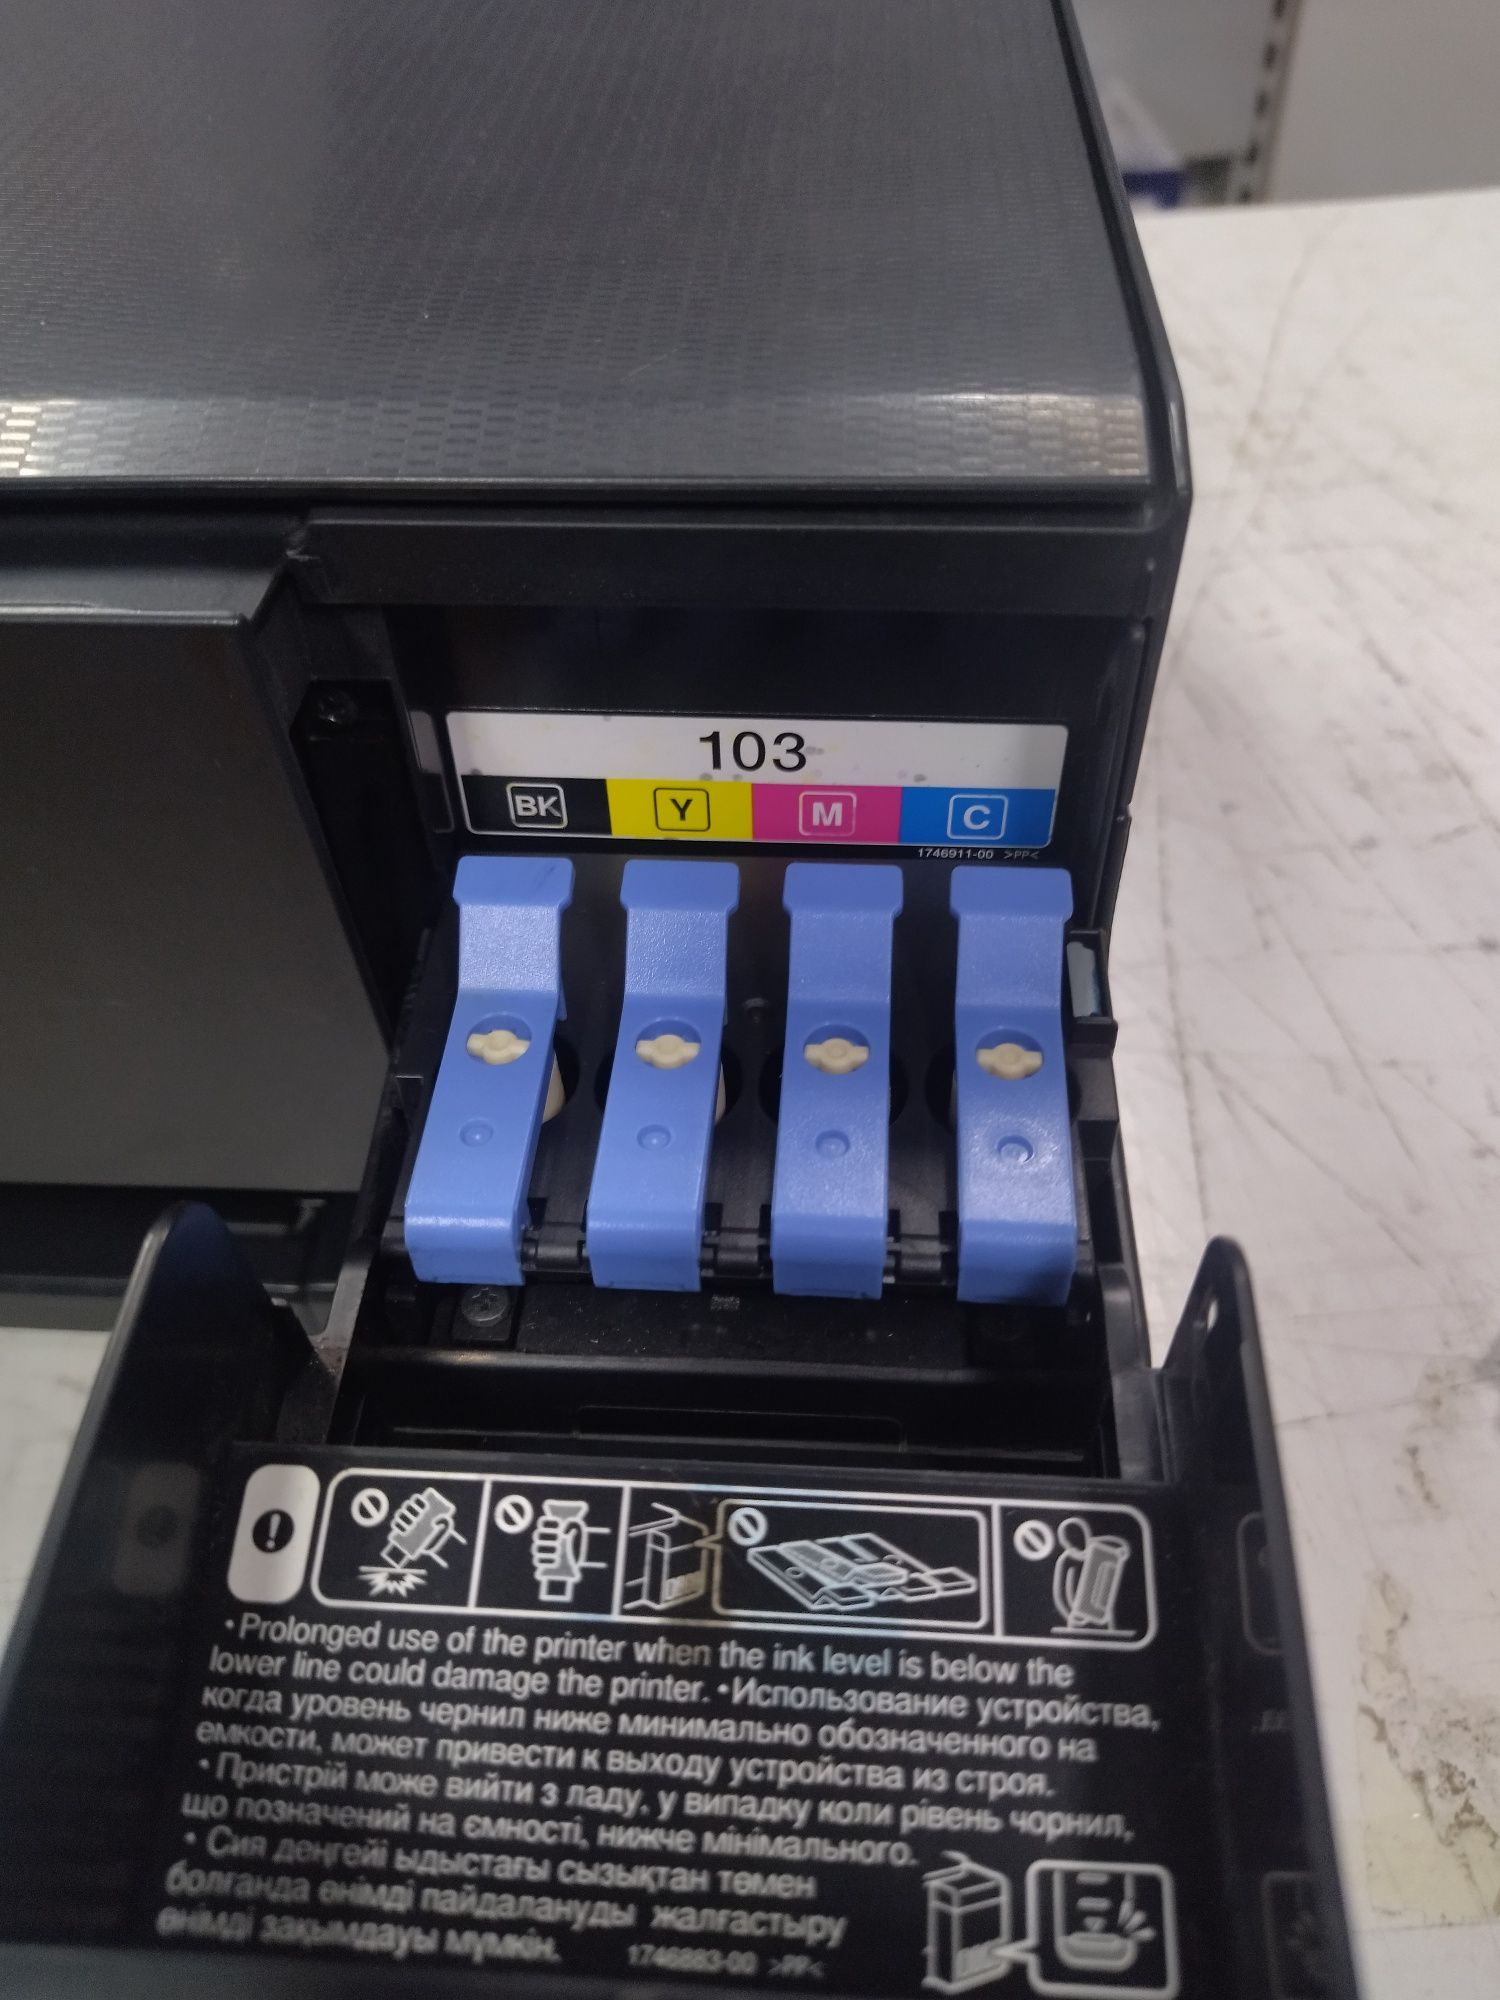 103
BK Y M C
1746911-00 >PP<
• Prolonged use of the printer when the ink level is below the
lower line could damage the printer. • Использование устройства,
когда уровень чернил ниже минимально обозначенного на
емкости, может привести к выходу устройства из строя.
• Пристрій може вийти з ладу, у випадку коли рівень чорнил,
що позначений на ємності, нижче мінімального.
• Сия деңгейі ыдыстағы сызықтан төмен
болғанда өнімді пайдалануды жалғастыру
өнімді зақымдауы мүмкін. 1746883-00 >PP<